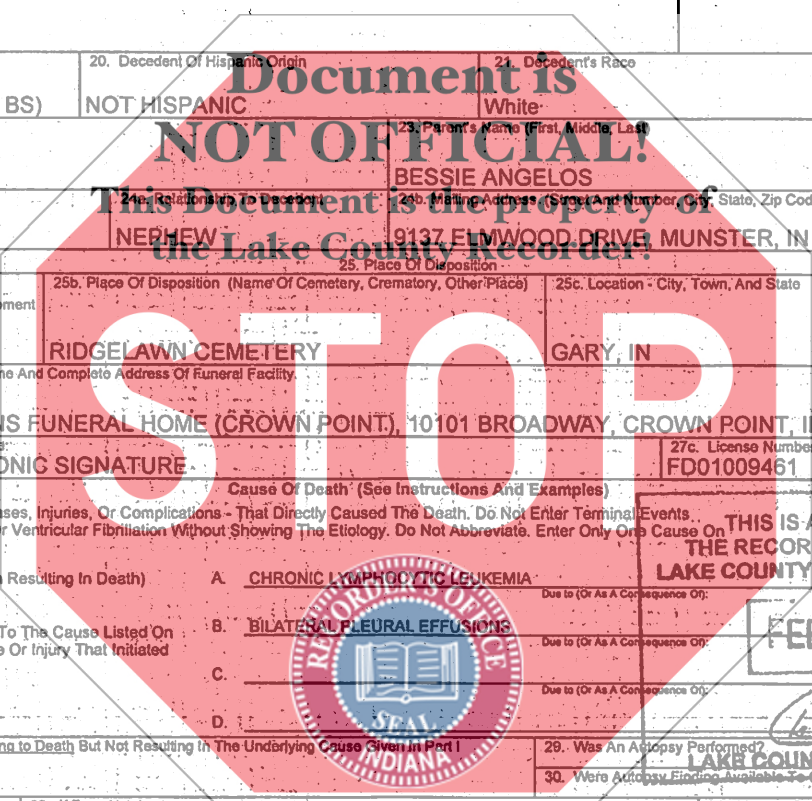 20. Decedent Of Hispanic Origin
21. Decedent's Race
Document is
BS)
NOT HISPANIC
White
NOT OFFICIAL!
23. Parent's Name (First, Middle, Last)
BESSIE ANGELOS
24a. Relationship To Decedent
24b. Mailing Address (Street And Number, City, State, Zip Cod
This Document is the property of
NEPHEW
9137 ELMWOOD DRIVE, MUNSTER, IN
the Lake County Recorder!
25. Place Of Disposition
25b. Place Of Disposition (Name Of Cemetery, Crematory, Other Place)
25c. Location - City, Town, And State
ment
RIDGELAWN CEMETERY
GARY, IN
STOP
ne And Complete Address Of Funeral Facility
NS FUNERAL HOME (CROWN POINT), 10101 BROADWAY, CROWN POINT, I
27c. License Number
ONIC SIGNATURE
FD01009461
Cause Of Death (See Instructions And Examples)
ses, Injuries, Or Complications - That Directly Caused The Death. Do Not Enter Terminal Events
r Ventricular Fibrillation Without Showing The Etiology. Do Not Abbreviate. Enter Only One Cause On
THIS IS A
THE RECOR
LAKE COUNTY
Resulting In Death)
A. CHRONIC LYMPHOCYTIC LEUKEMIA
Due to (Or As A Consequence Of):
To The Cause Listed On
e Or Injury That Initiated
B. BILATERAL PLEURAL EFFUSIONS
Due to (Or As A Consequence Of):
FE
C.
Due to (Or As A Consequence Of):
D.
RECORDER'S OFFICE
SEAL
INDIANA
ng to Death But Not Resulting In The Underlying Cause Given In Part I
29. Was An Autopsy Performed?
LAKE COUN
30. Were Autopsy Finding Available To